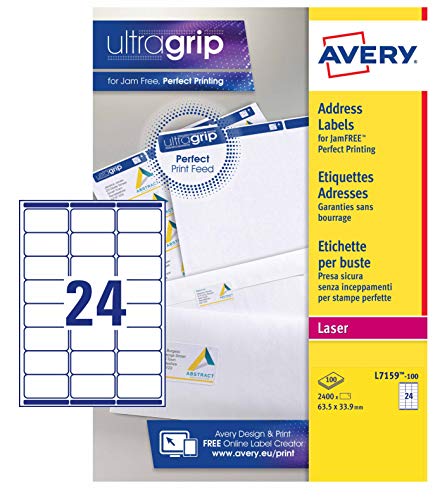 ultragrip
for Jam Free, Perfect Printing
AVERY
Address
Labels
for JamFREE™
Perfect Printing
Etiquettes
Adresses
Garanties sans
bourrage
Etichette
per buste
Presa sicura
senza inceppamenti
per stampe perfette
Laser
100
L7159™-100
2400 x
63.5 x 33.9 mm
24
ultragrip
ultragrip
Perfect
Print Feed
ABSTRACT
24
ABSTRACT
Avery Design & Print
FREE Online Label Creator
www.avery.eu/print